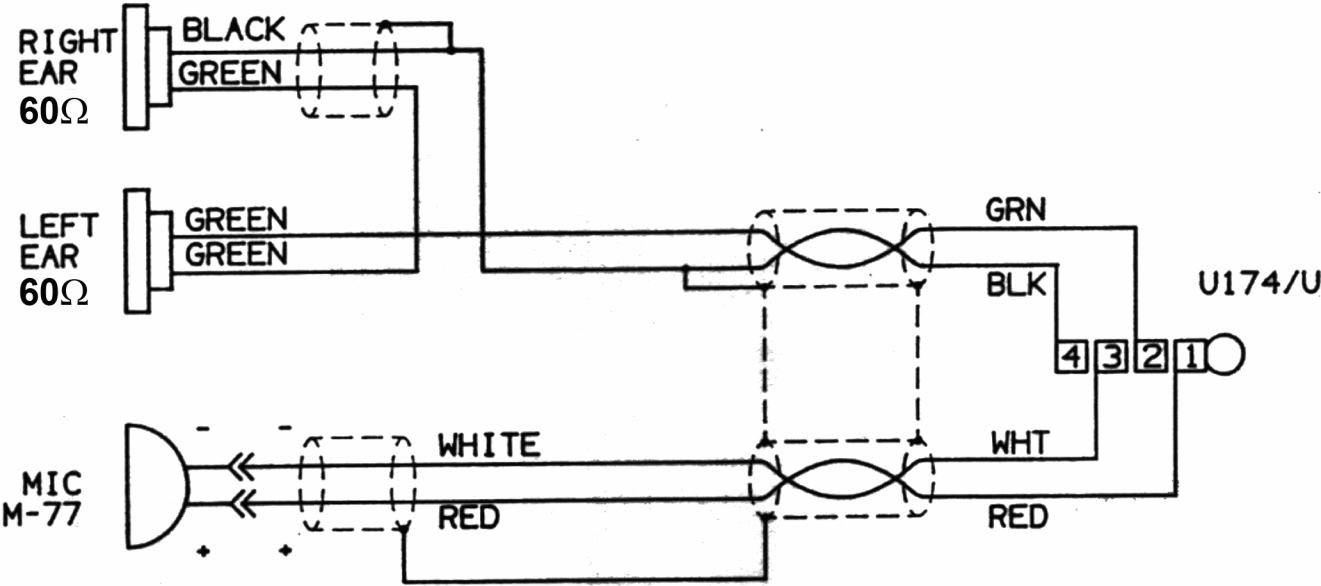 RIGHT
EAR
60Ω
BLACK
GREEN
LEFT
EAR
60Ω
GREEN
GREEN
GRN
BLK
U174/U
4 3 2 1
MIC
M-77
- -
+ +
WHITE
RED
WHT
RED